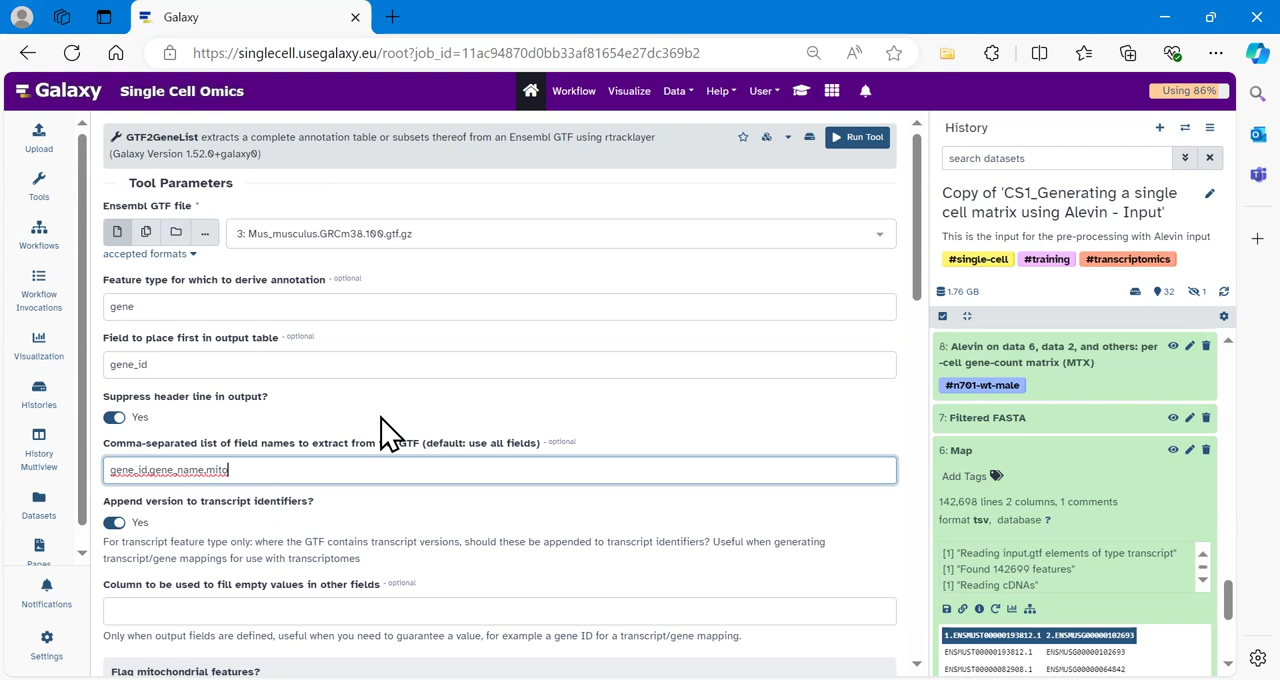 Galaxy
https://singlecell.usegalaxy.eu/root?job_id=11ac94870d0bb33af81654e27dc369b2
Galaxy Single Cell Omics Workflow Visualize Data Help User Using 86%
Upload
Tools
Workflows
Workflow Invocations
Visualization
Histories
History Multiview
Datasets
Pages
Notifications
Settings
GTF2GeneList extracts a complete annotation table or subsets thereof from an Ensembl GTF using rtracklayer
(Galaxy Version 1.52.0+galaxy0)
Run Tool
Tool Parameters
Ensembl GTF file *
3: Mus_musculus.GRCm38.100.gtf.gz
accepted formats
Feature type for which to derive annotation - optional
gene
Field to place first in output table - optional
gene_id
Suppress header line in output?
Yes
Comma-separated list of field names to extract from GTF (default: use all fields) - optional
gene_id,gene_name,mito
Append version to transcript identifiers?
Yes
For transcript feature type only: where the GTF contains transcript versions, should these be appended to transcript identifiers? Useful when generating
transcript/gene mappings for use with transcriptomes
Column to be used to fill empty values in other fields - optional
Only when output fields are defined, useful when you need to guarantee a value, for example a gene ID for a transcript/gene mapping.
Flag mitochondrial features?
History
search datasets
Copy of 'CS1_Generating a single
cell matrix using Alevin - Input'
This is the input for the pre-processing with Alevin input
#single-cell #training #transcriptomics
1.76 GB 32 1
8: Alevin on data 6, data 2, and others: per
-cell gene-count matrix (MTX)
#n701-wt-male
7: Filtered FASTA
6: Map
Add Tags
142,698 lines 2 columns, 1 comments
format tsv, database ?
[1] "Reading input.gtf elements of type transcript"
[1] "Found 142699 features"
[1] "Reading cDNAs"
1.ENSMUST00000193812.1 2.ENSMUSG00000102693
ENSMUST00000193812.1 ENSMUSG00000102693
ENSMUST00000082908.1 ENSMUSG00000064842